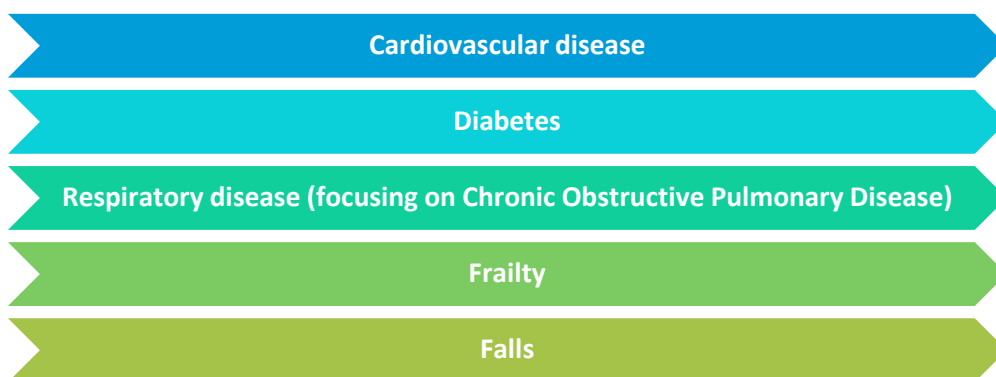 Cardiovascular disease
Diabetes
Respiratory disease (focusing on Chronic Obstructive Pulmonary Disease)
Frailty
Falls